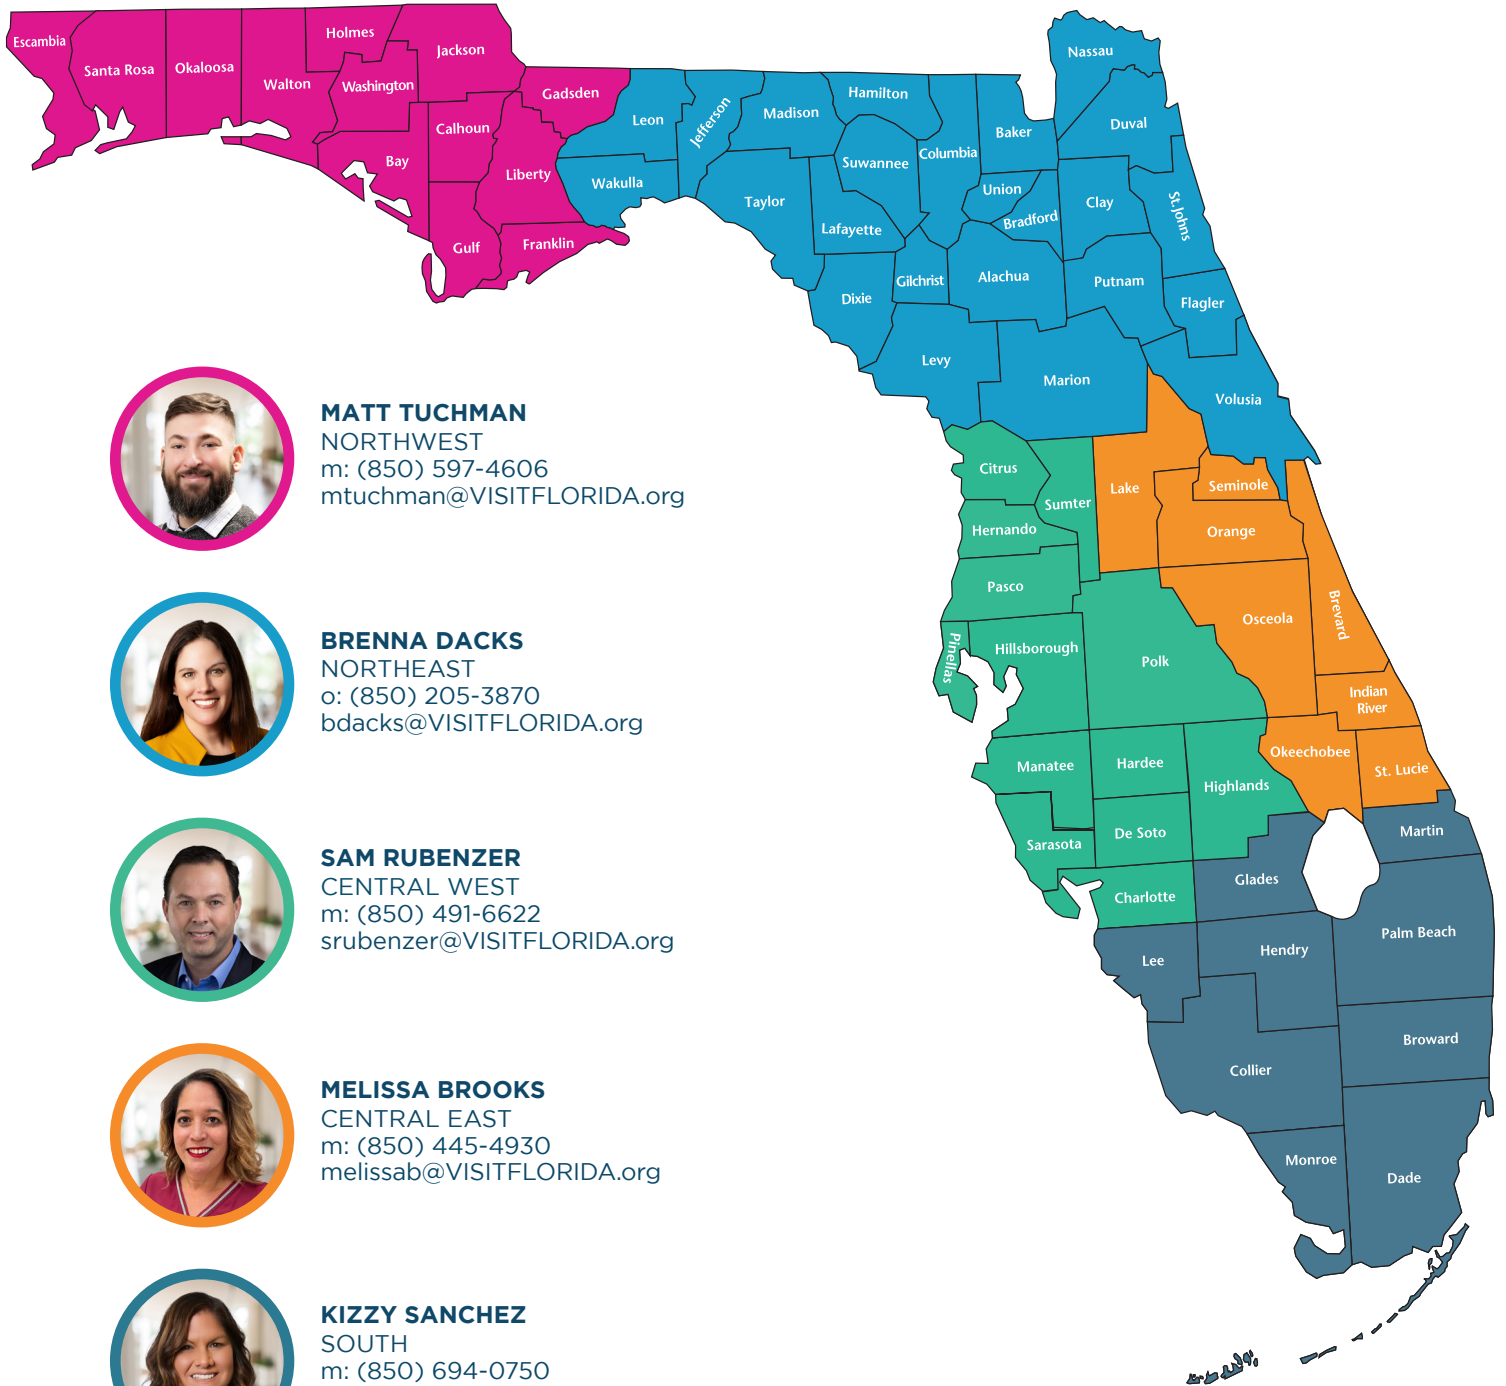 Escambia
Santa Rosa
Okaloosa
Walton
Holmes
Washington
Jackson
Bay
Calhoun
Gulf
Liberty
Gadsden
Franklin
Leon
Wakulla
Jefferson
Madison
Taylor
Hamilton
Suwannee
Lafayette
Dixie
Columbia
Gilchrist
Levy
Baker
Union
Bradford
Alachua
Marion
Nassau
Duval
Clay
St. Johns
Putnam
Flagler
Volusia
Citrus
Sumter
Hernando
Pasco
Pinellas
Hillsborough
Polk
Manatee
Hardee
Highlands
Sarasota
De Soto
Charlotte
Lake
Seminole
Orange
Osceola
Brevard
Indian
River
Okeechobee
St. Lucie
Martin
Glades
Palm Beach
Lee
Hendry
Broward
Collier
Monroe
Dade
MATT TUCHMAN
NORTHWEST
m: (850) 597-4606
mtuchman@VISITFLORIDA.org
BRENNA DACKS
NORTHEAST
o: (850) 205-3870
bdacks@VISITFLORIDA.org
SAM RUBENZER
CENTRAL WEST
m: (850) 491-6622
srubenzer@VISITFLORIDA.org
MELISSA BROOKS
CENTRAL EAST
m: (850) 445-4930
melissab@VISITFLORIDA.org
KIZZY SANCHEZ
SOUTH
m: (850) 694-0750